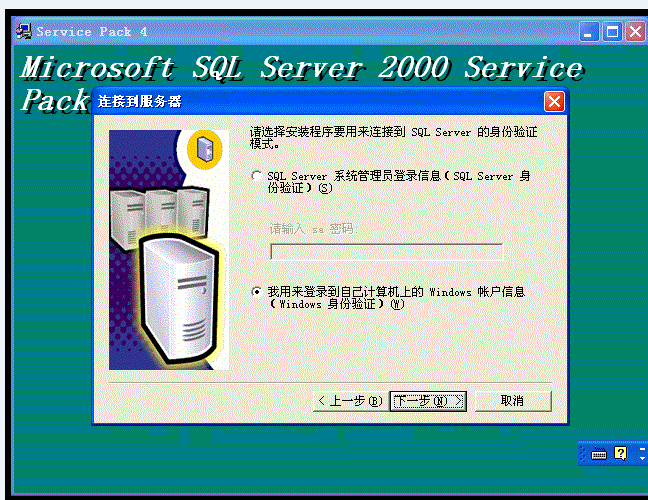 Service Pack 4
Microsoft SQL Server 2000 Service
Pack
连接到服务器
请选择安装程序要用来连接到 SQL Server 的身份验证
模式。
SQL Server 系统管理员登录信息(SQL Server 身
份验证)(S)
请输入 sa 密码:
我用来登录到自己计算机上的 Windows 帐户信息
(Windows 身份验证)(W)
< 上一步(B)
下一步(N) >
取消